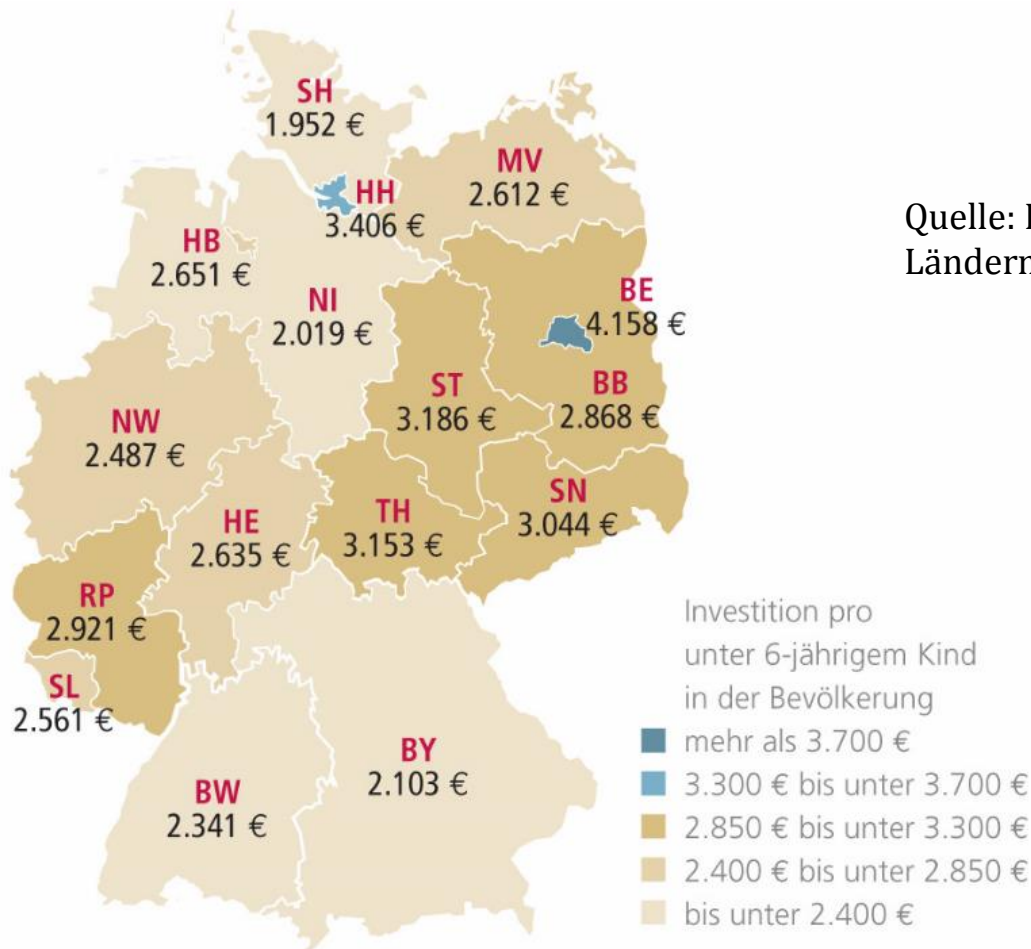 SH
1.952 €
MV
2.612 €
HH
3.406 €
HB
2.651 €
NI
2.019 €
BE
4.158 €
ST
3.186 €
BB
2.868 €
NW
2.487 €
HE
2.635 €
TH
3.153 €
SN
3.044 €
RP
2.921 €
SL
2.561 €
BW
2.341 €
BY
2.103 €
Quelle:
Investition pro
unter 6-jährigem Kind
in der Bevölkerung
mehr als 3.700 €
3.300 € bis unter 3.700 €
2.850 € bis unter 3.300 €
2.400 € bis unter 2.850 €
bis unter 2.400 €